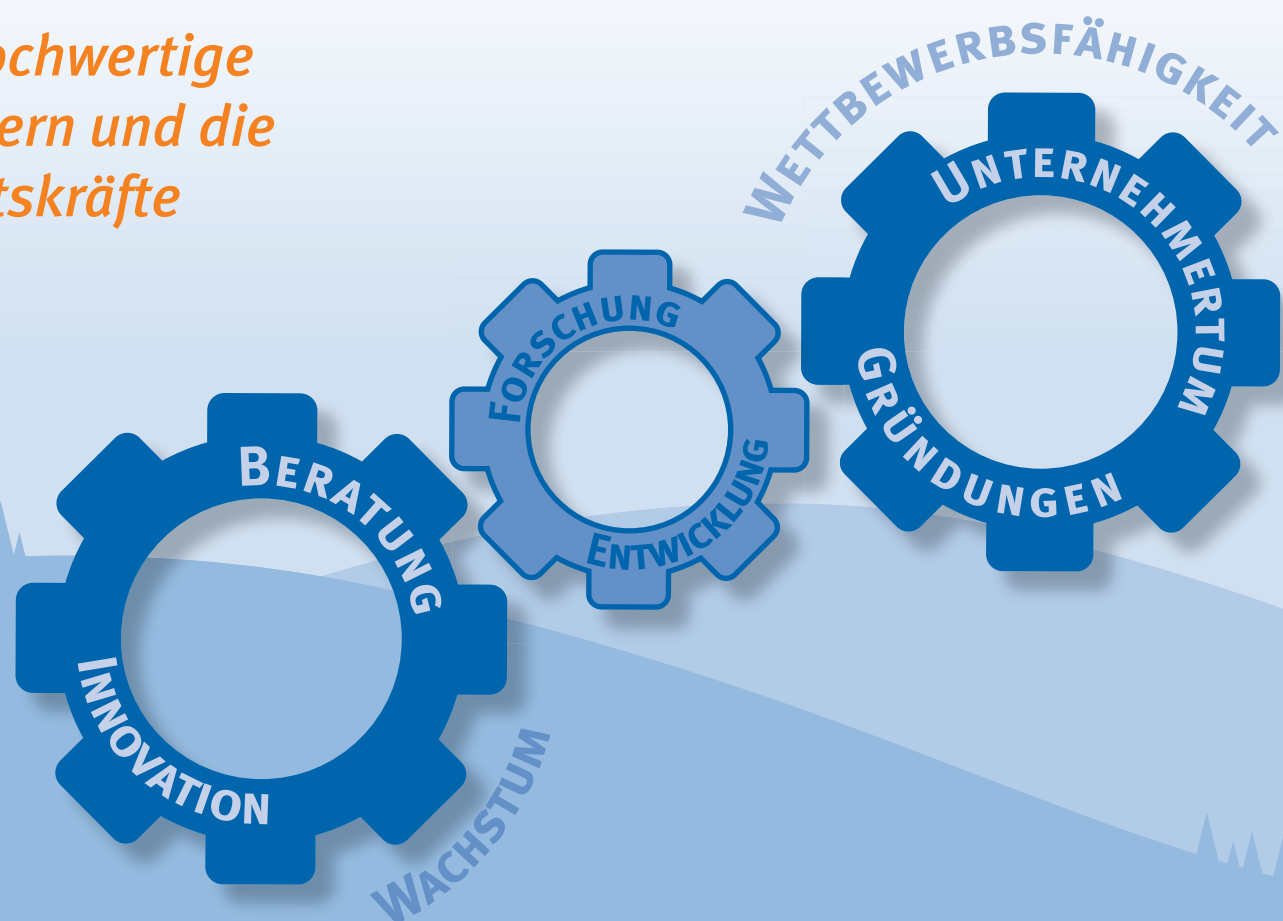 ochwertige
ern und die
tskräfte
WETTBEWERBSFÄHIGKEIT
UNTERNEHMERTUM
GRÜNDUNGEN
FORSCHUNG
ENTWICKLUNG
BERATUNG
INNOVATION
WACHSTUM